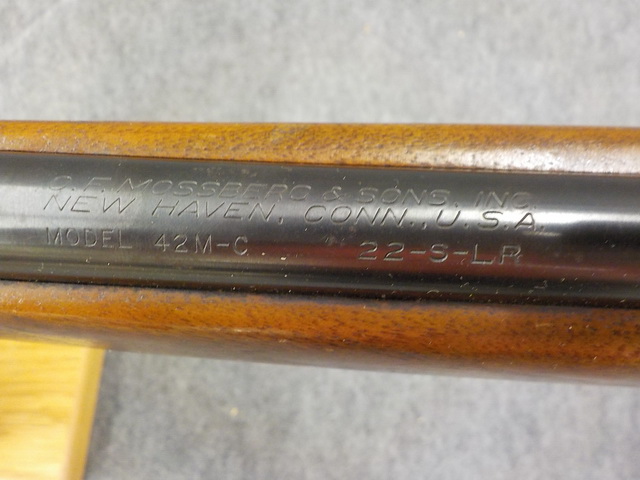 O.F. MOSSBERG & SONS, INC.
NEW HAVEN, CONN., U.S.A.
MODEL 42M-C 22-S-LR